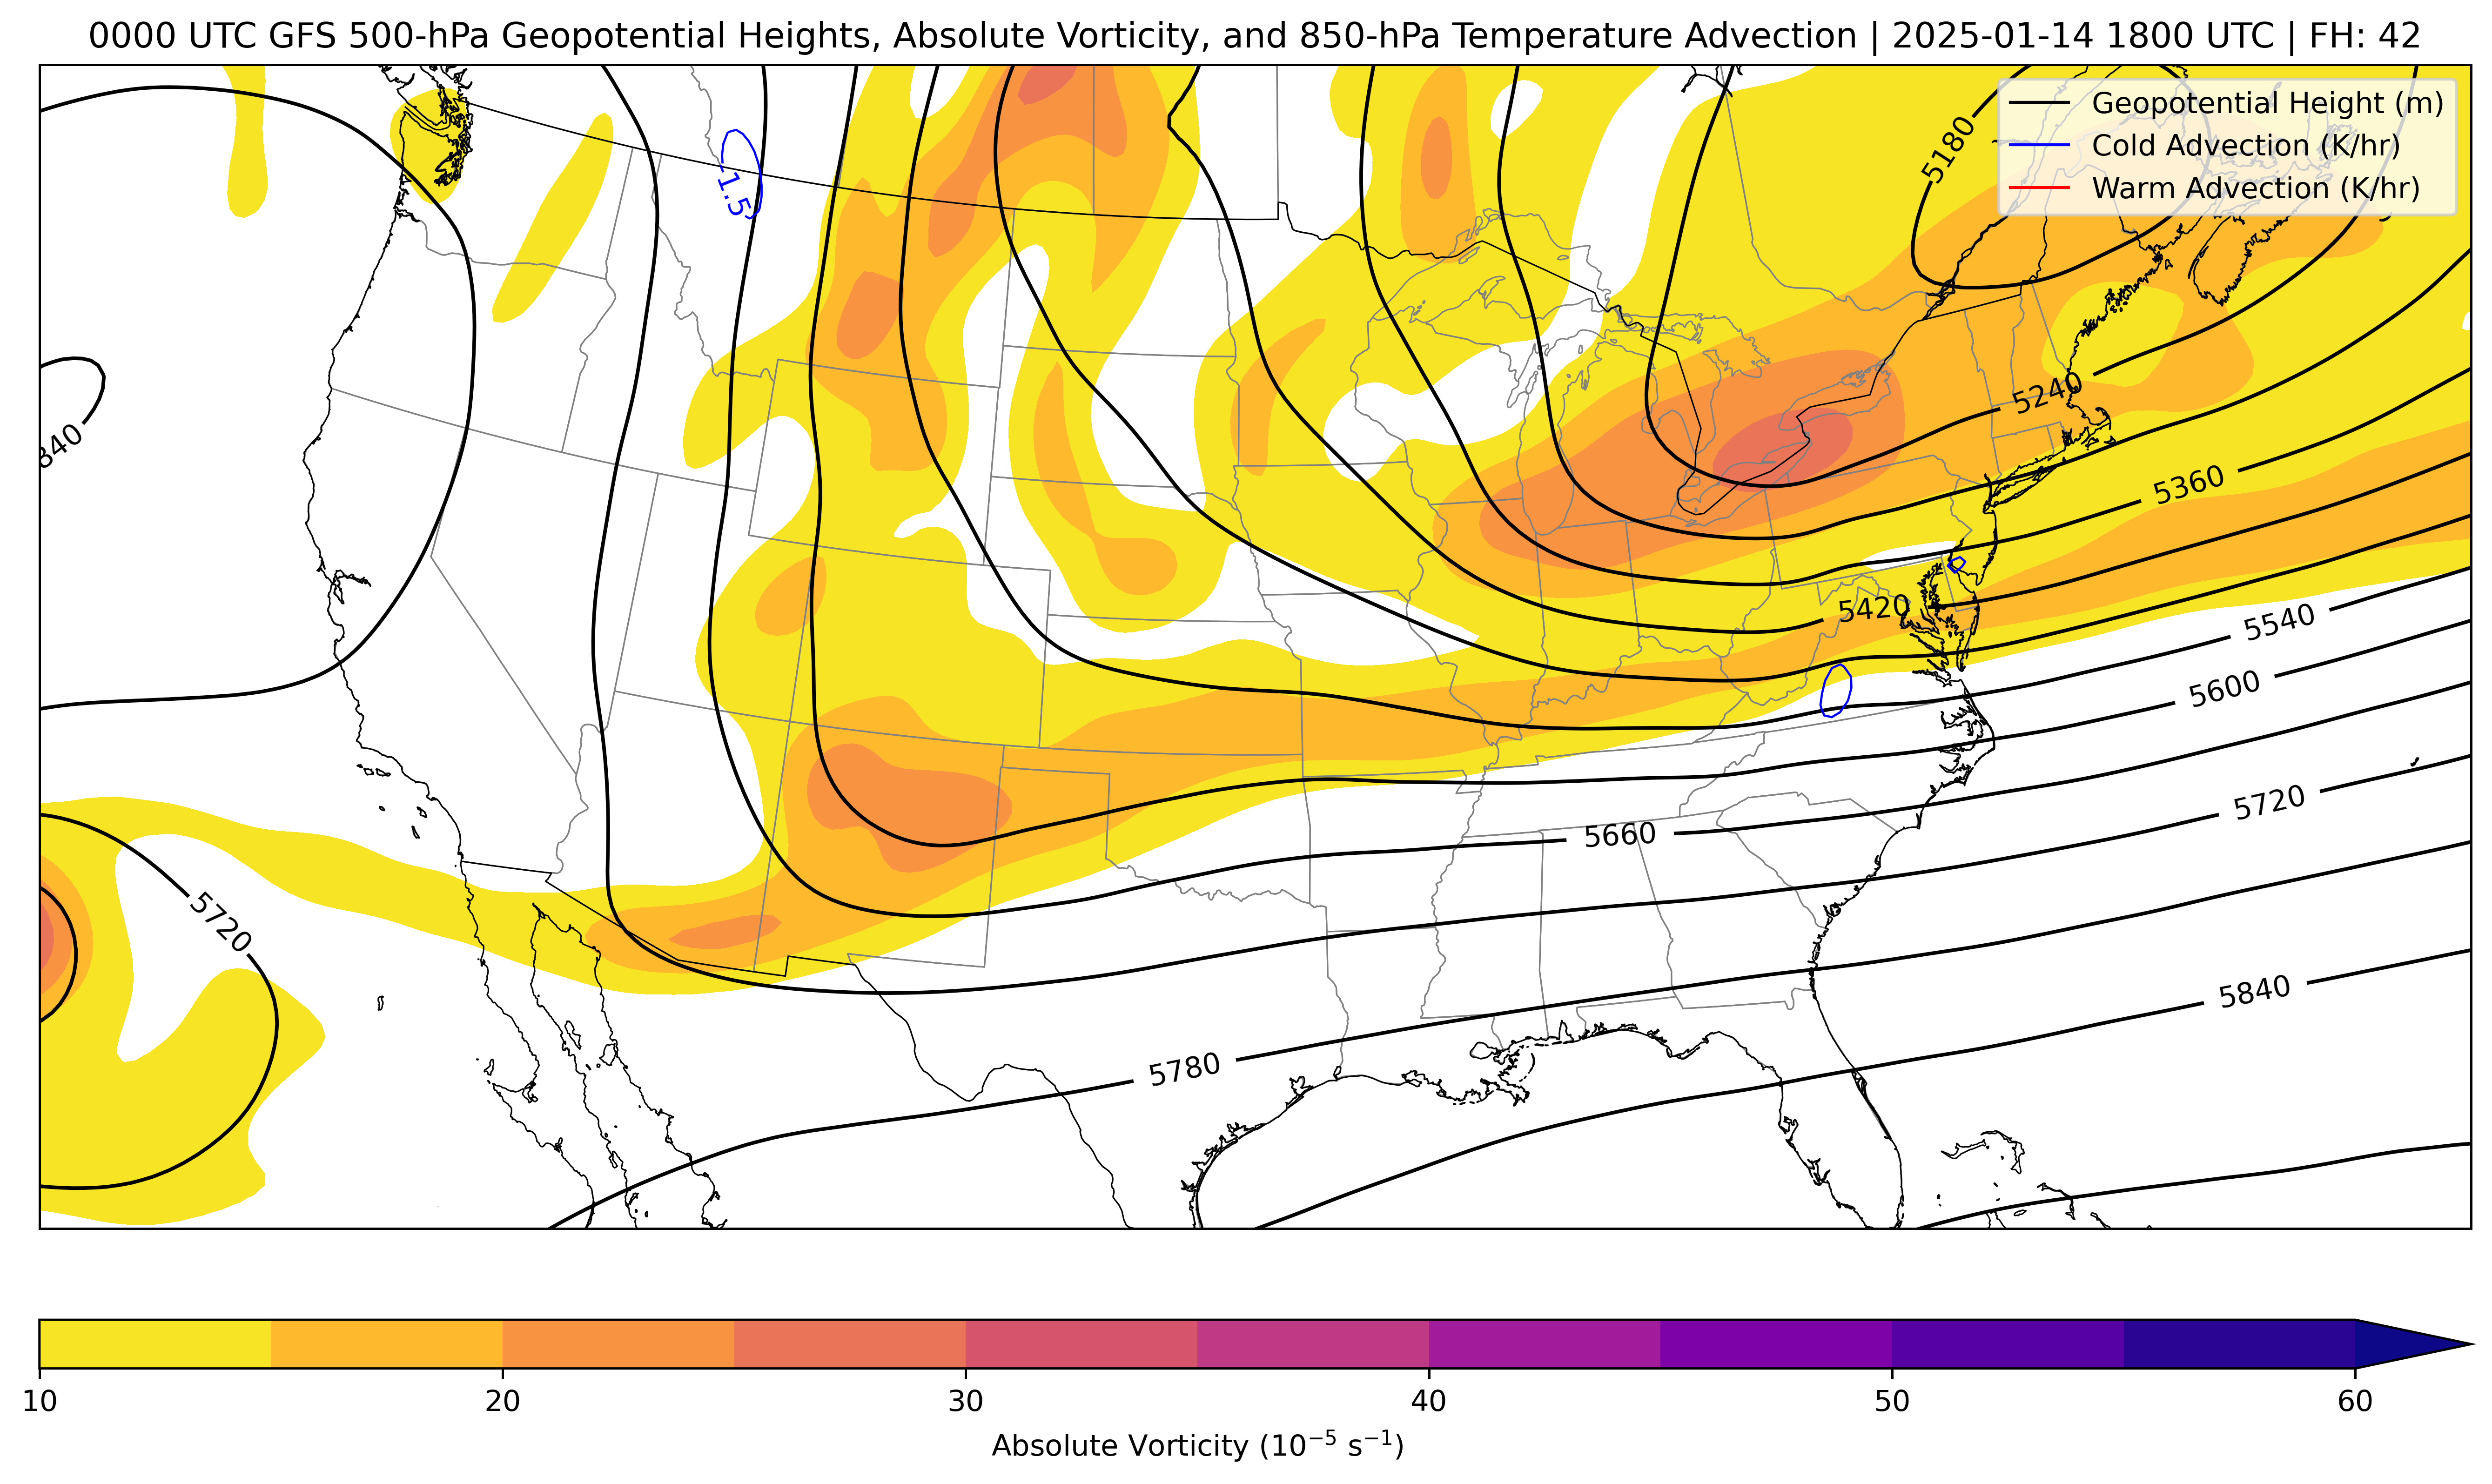 0000 UTC GFS 500-hPa Geopotential Heights, Absolute Vorticity, and 850-hPa Temperature Advection | 2025-01-14 1800 UTC | FH: 42
Geopotential Height (m)
Cold Advection (K/hr)
Warm Advection (K/hr)
5180
-1.5
5240
840
5360
5420
5540
5600
5720
5660
5720
5840
5780
10 20 30 40 50 60
Absolute Vorticity (10⁻⁵ s⁻¹)